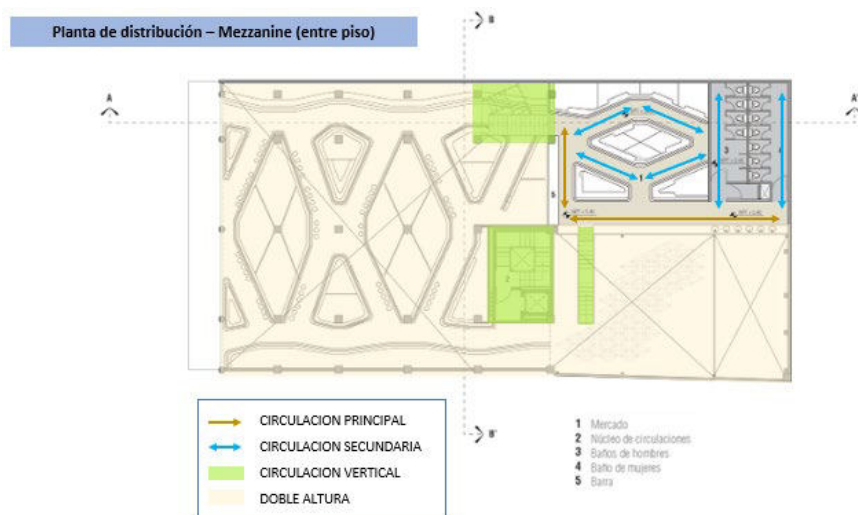 Planta de distribución – Mezzanine (entre piso)
B
A
A'
3
4
1
5
2
CIRCULACION PRINCIPAL
CIRCULACION SECUNDARIA
CIRCULACION VERTICAL
DOBLE ALTURA
B'
1 Mercado
2 Núcleo de circulaciones
3 Baños de hombres
4 Baño de mujeres
5 Barra